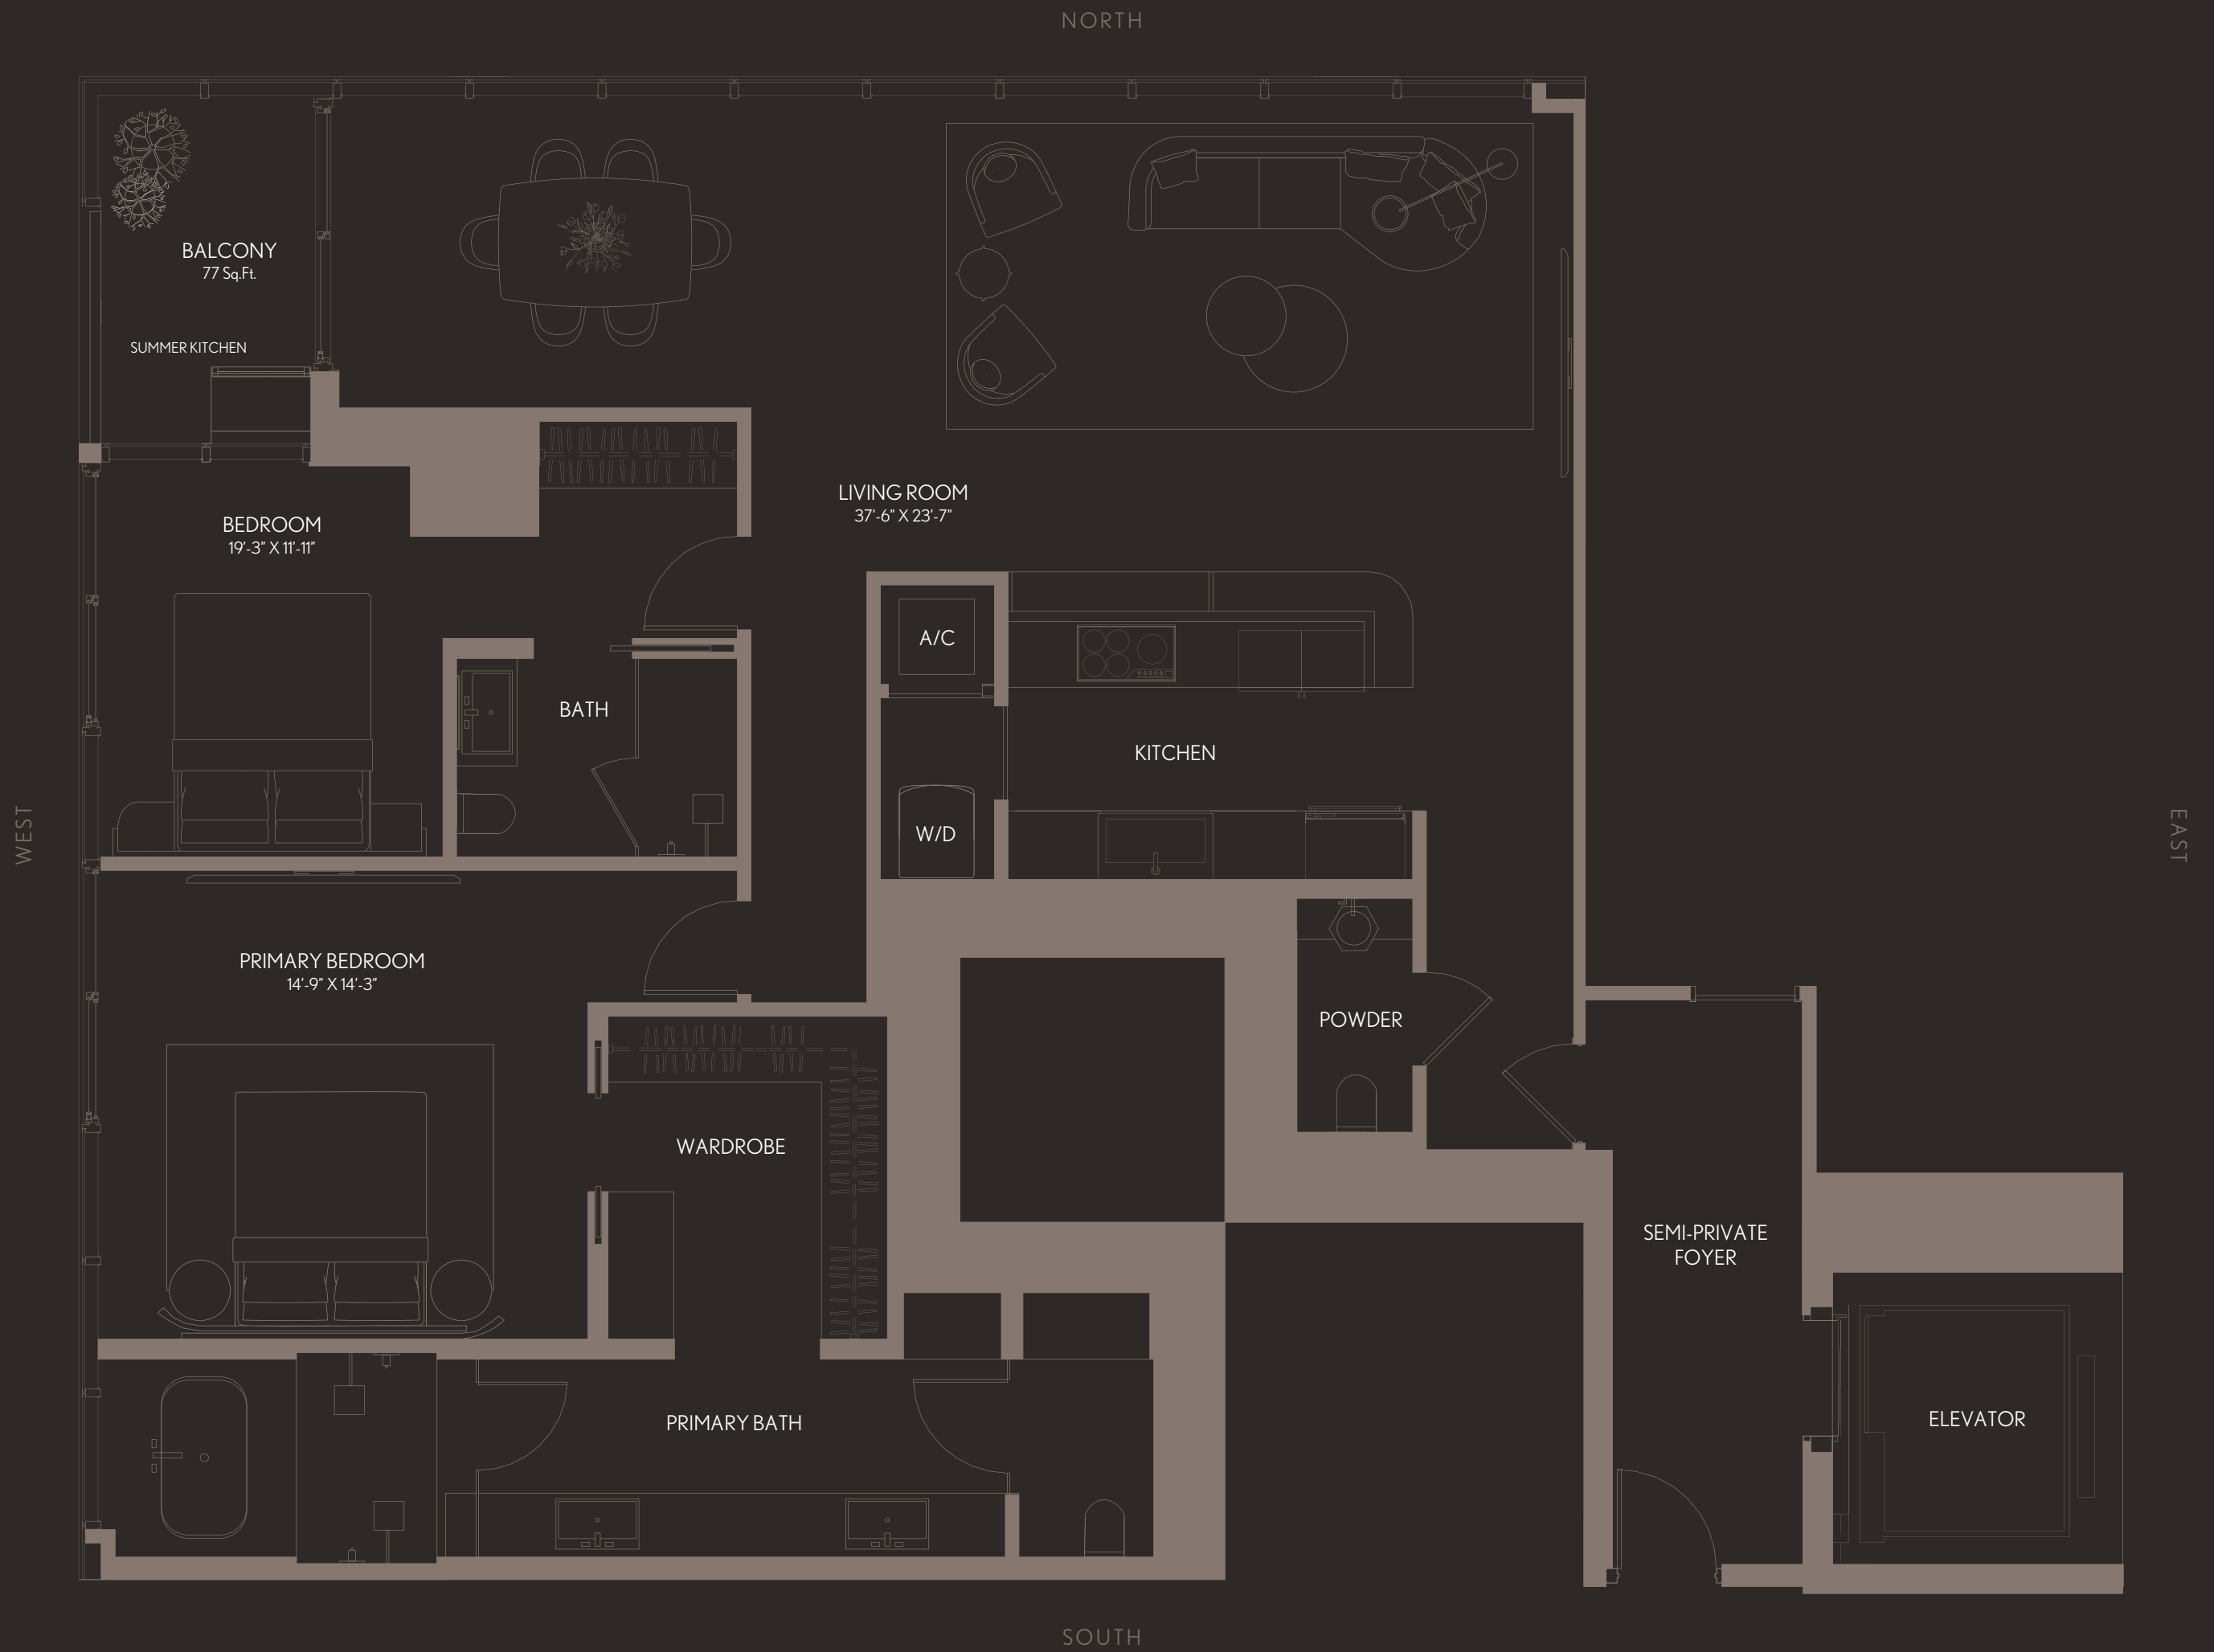 NORTH
BALCONY
77 Sq.Ft.
SUMMER KITCHEN
LIVING ROOM
37'-6" X 23'-7"
BEDROOM
19'-3" X 11'-11"
A/C
BATH
KITCHEN
WEST
W/D
EAST
PRIMARY BEDROOM
14'-9" X 14'-3"
POWDER
WARDROBE
SEMI-PRIVATE
FOYER
PRIMARY BATH
ELEVATOR
SOUTH